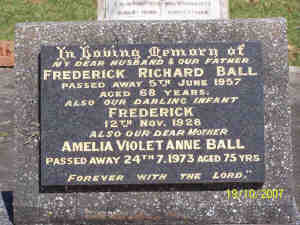 In Loving Memory of
MY DEAR HUSBAND & OUR FATHER
FREDERICK RICHARD BALL
PASSED AWAY 5TH JUNE 1957
AGED 68 YEARS.
ALSO OUR DARLING INFANT
FREDERICK
12TH NOV. 1928
ALSO OUR DEAR MOTHER
AMELIA VIOLET ANNE BALL
PASSED AWAY 24TH 7.1973 AGED 75 YRS
FOREVER WITH THE LORD."
19/10/2007